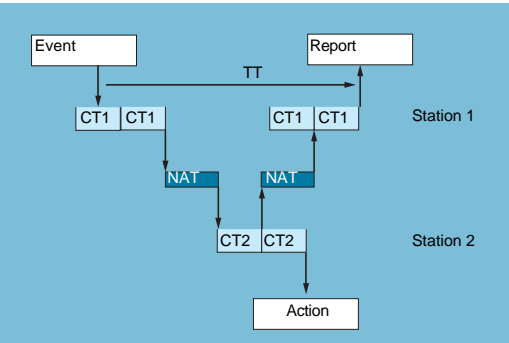 Event
Report
TT
CT1 CT1 CT1 CT1 Station 1
NAT NAT
CT2 CT2 Station 2
Action